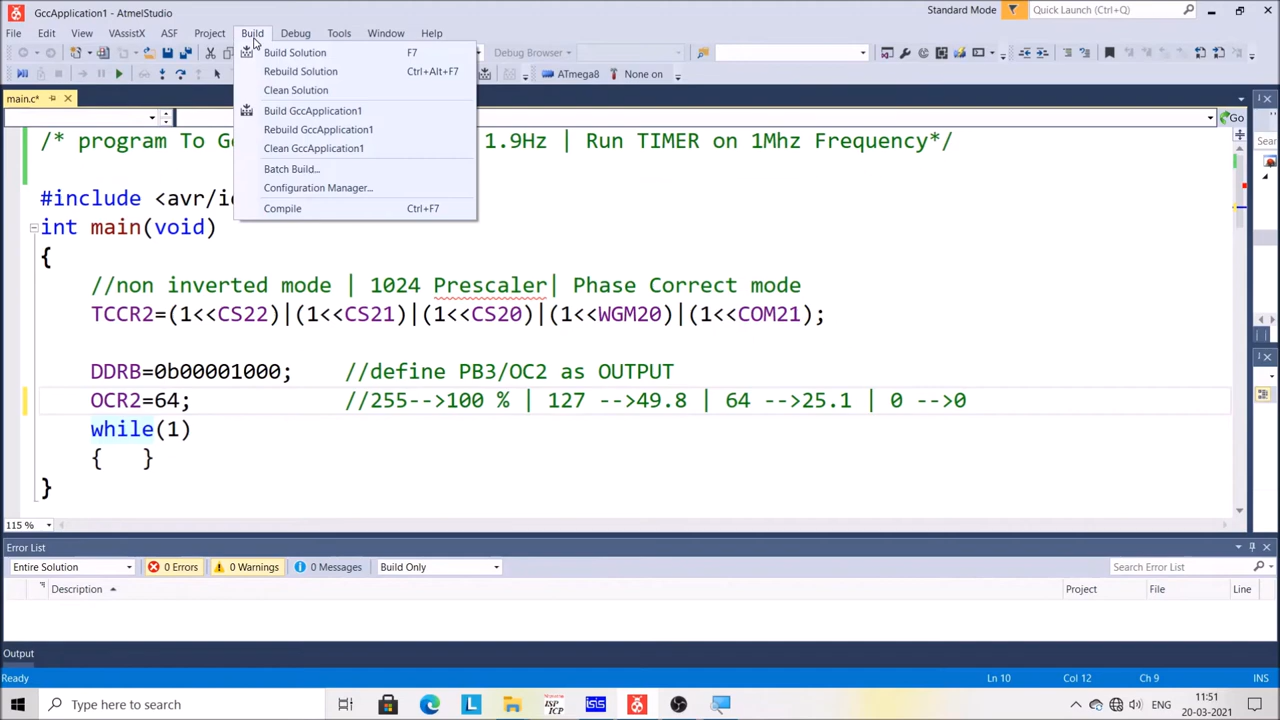 GccApplication1 - AtmelStudio
Standard Mode
Quick Launch (Ctrl+Q)
File Edit View VAssistX ASF Project Build Debug Tools Window Help
Build Solution F7
Debug Browser
Rebuild Solution Ctrl+Alt+F7
ATmega8 None on
Clean Solution
main.c*
Build GccApplication1
Go
Rebuild GccApplication1
/* program To Ge 1.9Hz | Run TIMER on 1Mhz Frequency*/
Sear
Clean GccApplication1
Batch Build...
Configuration Manager...
#include <avr/i
Compile Ctrl+F7
int main(void)
{
//non inverted mode | 1024 Prescaler| Phase Correct mode
TCCR2=(1<<CS22)|(1<<CS21)|(1<<CS20)|(1<<WGM20)|(1<<COM21);
DDRB=0b00001000; //define PB3/OC2 as OUTPUT
OCR2=64; //255-->100 % | 127 -->49.8 | 64 -->25.1 | 0 -->0
while(1)
{ }
}
115 %
Error List
Entire Solution 0 Errors 0 Warnings 0 Messages Build Only Search Error List
Description Project File Line
Output
Ready Ln 10 Col 12 Ch 9 INS
Type here to search
L
ISP ICP
isis
ENG
11:51
20-03-2021